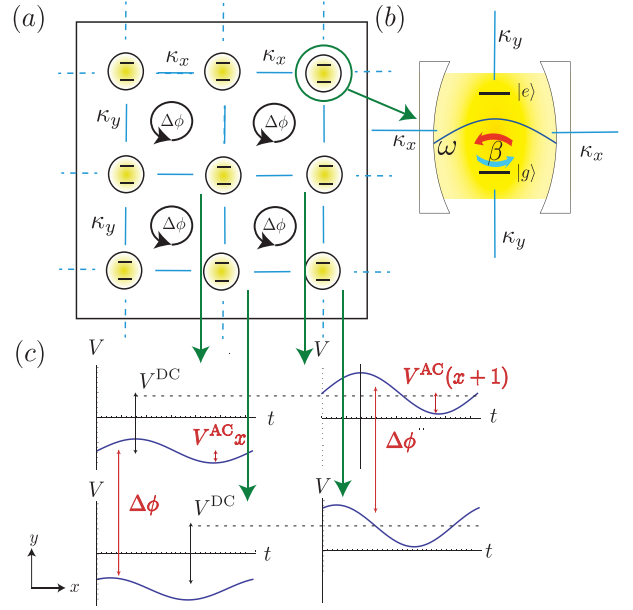 (a)
(b)
κx κx
κy
Δϕ Δϕ
|e⟩
κy
κx κx
ω β
|g⟩
κy
κy
Δϕ Δϕ
(c)
V V
V^DC
V^AC(x+1)
t t
V^AC x
Δϕ
Δϕ
V V
V^DC
t t
y
x